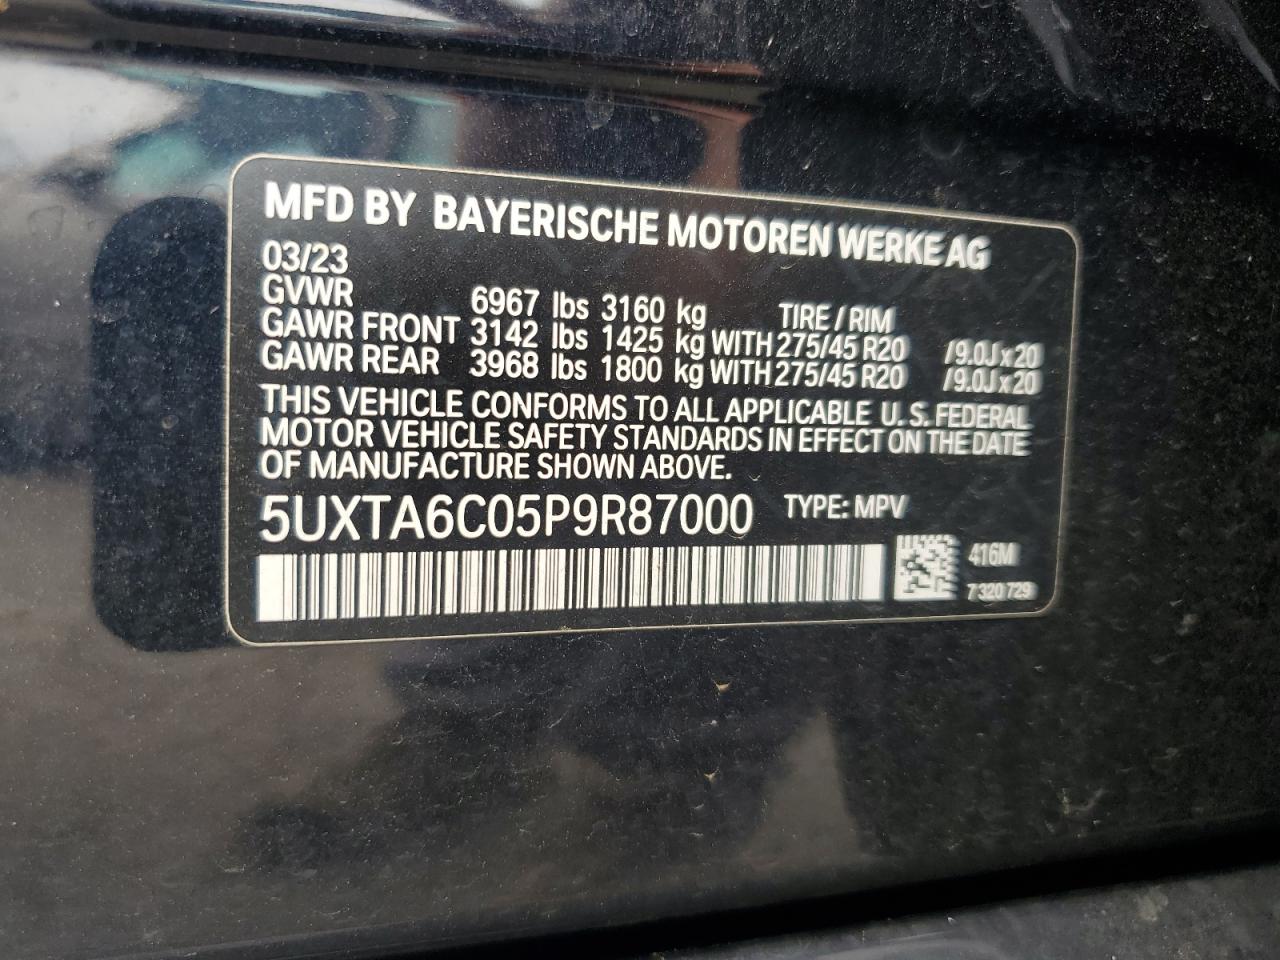 MFD BY BAYERISCHE MOTOREN WERKE AG
03/23
GVWR 6967 lbs 3160 kg TIRE / RIM
GAWR FRONT 3142 lbs 1425 kg WITH 275/45 R20 /9.0J x 20
GAWR REAR 3968 lbs 1800 kg WITH 275/45 R20 /9.0J x 20
THIS VEHICLE CONFORMS TO ALL APPLICABLE U.S. FEDERAL
MOTOR VEHICLE SAFETY STANDARDS IN EFFECT ON THE DATE
OF MANUFACTURE SHOWN ABOVE.
5UXTA6C05P9R87000 TYPE: MPV
416M
7 320 729